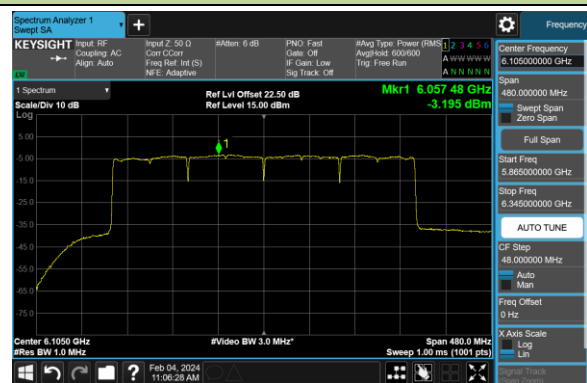 Spectrum Analyzer 1
Swept SA
Frequency
KEYSIGHT
Input: RF
Coupling: AC
Align: Auto
Input Z: 50 Ω
Corr CCorr
Freq Ref: Int (S)
NFE: Adaptive
#Atten: 6 dB
PNO: Fast
Gate: Off
IF Gain: Low
Sig Track: Off
#Avg Type: Power (RMS)
Avg|Hold: 600/600
Trig: Free Run
1 2 3 4 5 6
A W W W W W
A N N N N N
LXI
1 Spectrum
Scale/Div 10 dB
Log
Ref Lvl Offset 22.50 dB
Ref Level 15.00 dBm
Mkr1 6.057 48 GHz
-3.195 dBm
1
5.00
-5.00
-15.0
-25.0
-35.0
-45.0
-55.0
-65.0
-75.0
Center 6.1050 GHz
#Res BW 1.0 MHz
#Video BW 3.0 MHz*
Span 480.0 MHz
Sweep 1.00 ms (1001 pts)
Feb 04, 2024
11:06:28 AM
Center Frequency
6.105000000 GHz
Span
480.000000 MHz
Swept Span
Zero Span
Full Span
Start Freq
5.865000000 GHz
Stop Freq
6.345000000 GHz
AUTO TUNE
CF Step
48.000000 MHz
Auto
Man
Freq Offset
0 Hz
X Axis Scale
Log
Lin
Signal Track